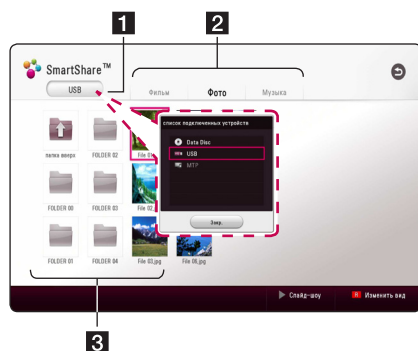 1
2
SmartShare™
USB
Фильм Фото Музыка
список подключенных устройств
Data Disc
USB
MTP
Закр.
папка вверх FOLDER 02 File 01
FOLDER 00 FOLDER 03 File 02
FOLDER 01 FOLDER 04 File 03.jpg File 06.jpg
Слайд-шоу Изменить вид
3